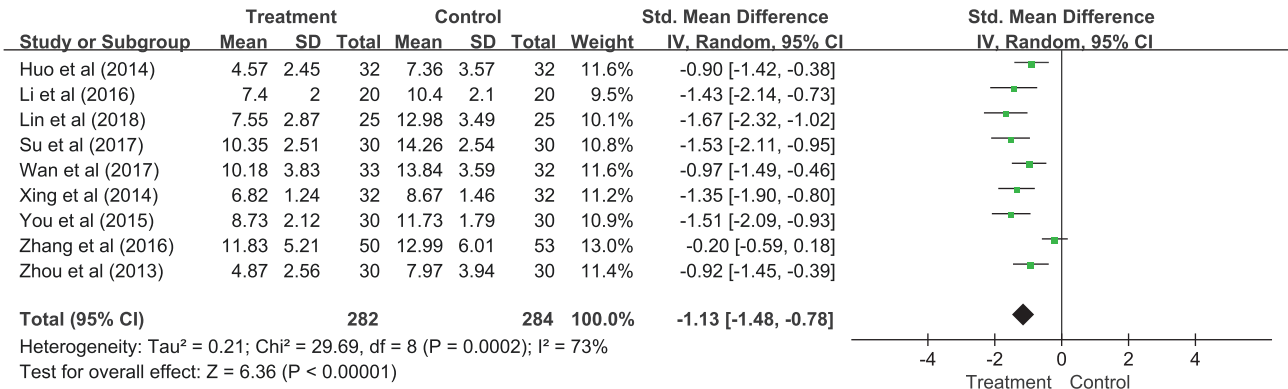 Treatment Control Std. Mean Difference Std. Mean Difference
Study or Subgroup Mean SD Total Mean SD Total Weight IV, Random, 95% CI IV, Random, 95% CI
Huo et al (2014) 4.57 2.45 32 7.36 3.57 32 11.6% -0.90 [-1.42, -0.38]
Li et al (2016) 7.4 2 20 10.4 2.1 20 9.5% -1.43 [-2.14, -0.73]
Lin et al (2018) 7.55 2.87 25 12.98 3.49 25 10.1% -1.67 [-2.32, -1.02]
Su et al (2017) 10.35 2.51 30 14.26 2.54 30 10.8% -1.53 [-2.11, -0.95]
Wan et al (2017) 10.18 3.83 33 13.84 3.59 32 11.6% -0.97 [-1.49, -0.46]
Xing et al (2014) 6.82 1.24 32 8.67 1.46 32 11.2% -1.35 [-1.90, -0.80]
You et al (2015) 8.73 2.12 30 11.73 1.79 30 10.9% -1.51 [-2.09, -0.93]
Zhang et al (2016) 11.83 5.21 50 12.99 6.01 53 13.0% -0.20 [-0.59, 0.18]
Zhou et al (2013) 4.87 2.56 30 7.97 3.94 30 11.4% -0.92 [-1.45, -0.39]
Total (95% CI) 282 284 100.0% -1.13 [-1.48, -0.78]
Heterogeneity: Tau² = 0.21; Chi² = 29.69, df = 8 (P = 0.0002); I² = 73%
Test for overall effect: Z = 6.36 (P < 0.00001)
-4 -2 0 2 4
Treatment Control